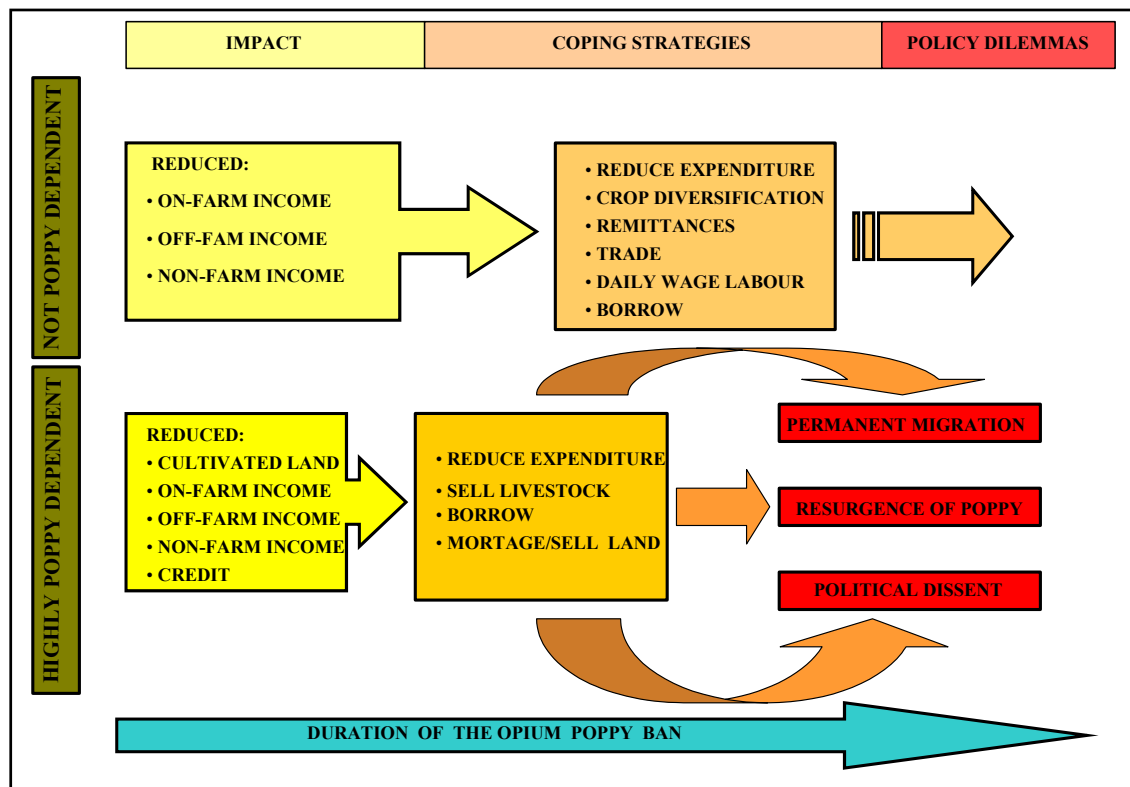 IMPACT
COPING STRATEGIES
POLICY DILEMMAS
NOT POPPY DEPENDENT
REDUCED:
• ON-FARM INCOME
• OFF-FAM INCOME
• NON-FARM INCOME
• REDUCE EXPENDITURE
• CROP DIVERSIFICATION
• REMITTANCES
• TRADE
• DAILY WAGE LABOUR
• BORROW
HIGHLY POPPY DEPENDENT
REDUCED:
• CULTIVATED LAND
• ON-FARM INCOME
• OFF-FARM INCOME
• NON-FARM INCOME
• CREDIT
• REDUCE EXPENDITURE
• SELL LIVESTOCK
• BORROW
• MORTAGE/SELL LAND
PERMANENT MIGRATION
RESURGENCE OF POPPY
POLITICAL DISSENT
DURATION OF THE OPIUM POPPY BAN